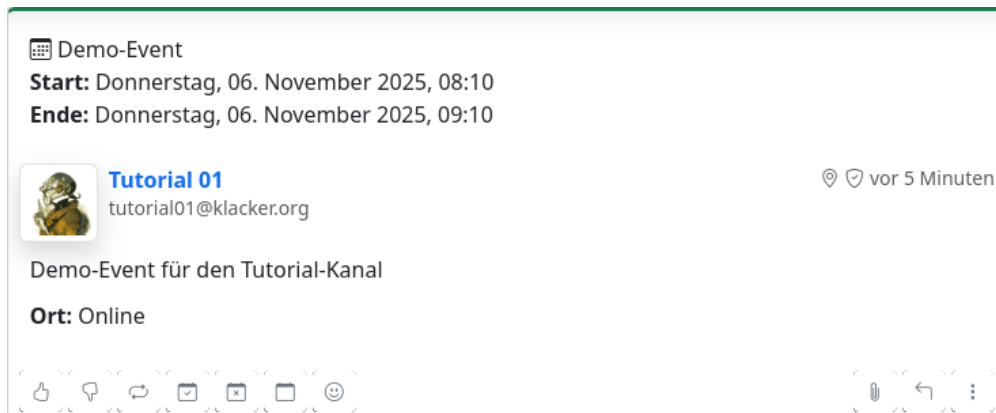 Demo-Event
Start: Donnerstag, 06. November 2025, 08:10
Ende: Donnerstag, 06. November 2025, 09:10
Tutorial 01
vor 5 Minuten
tutorial01@klacker.org
Demo-Event für den Tutorial-Kanal
Ort: Online